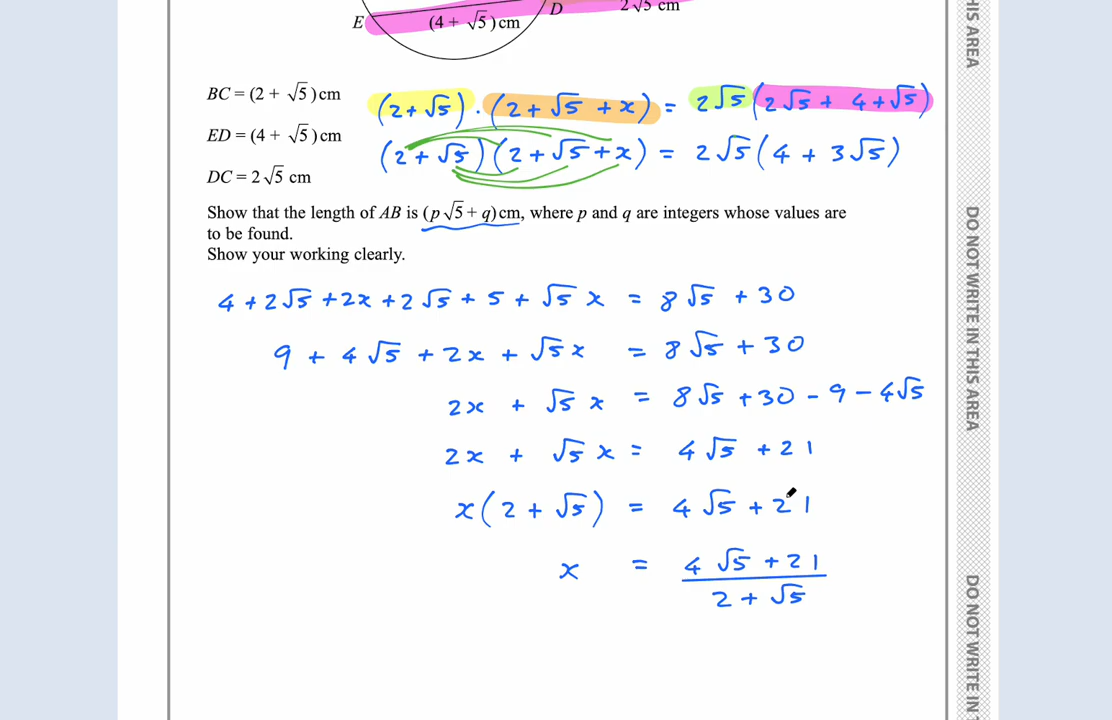 E (4 + √5) cm D 2√5 cm
BC = (2 + √5) cm
(2+√5) . (2 + √5 + x) = 2√5 (2√5 + 4 + √5)
ED = (4 + √5) cm
(2 + √5) (2 + √5 + x) = 2√5 (4 + 3√5)
DC = 2√5 cm
Show that the length of AB is (p√5 + q) cm, where p and q are integers whose values are
to be found.
Show your working clearly.
4 + 2√5 + 2x + 2√5 + 5 + √5 x = 8√5 + 30
9 + 4√5 + 2x + √5x = 8√5 + 30
2x + √5 x = 8√5 + 30 - 9 - 4√5
2x + √5 x = 4√5 + 21
x(2 + √5) = 4√5 + 21
x = 4√5 + 21
2 + √5
HIS AREA
DO NOT WRITE IN THIS AREA
DO NOT WRITE IN T